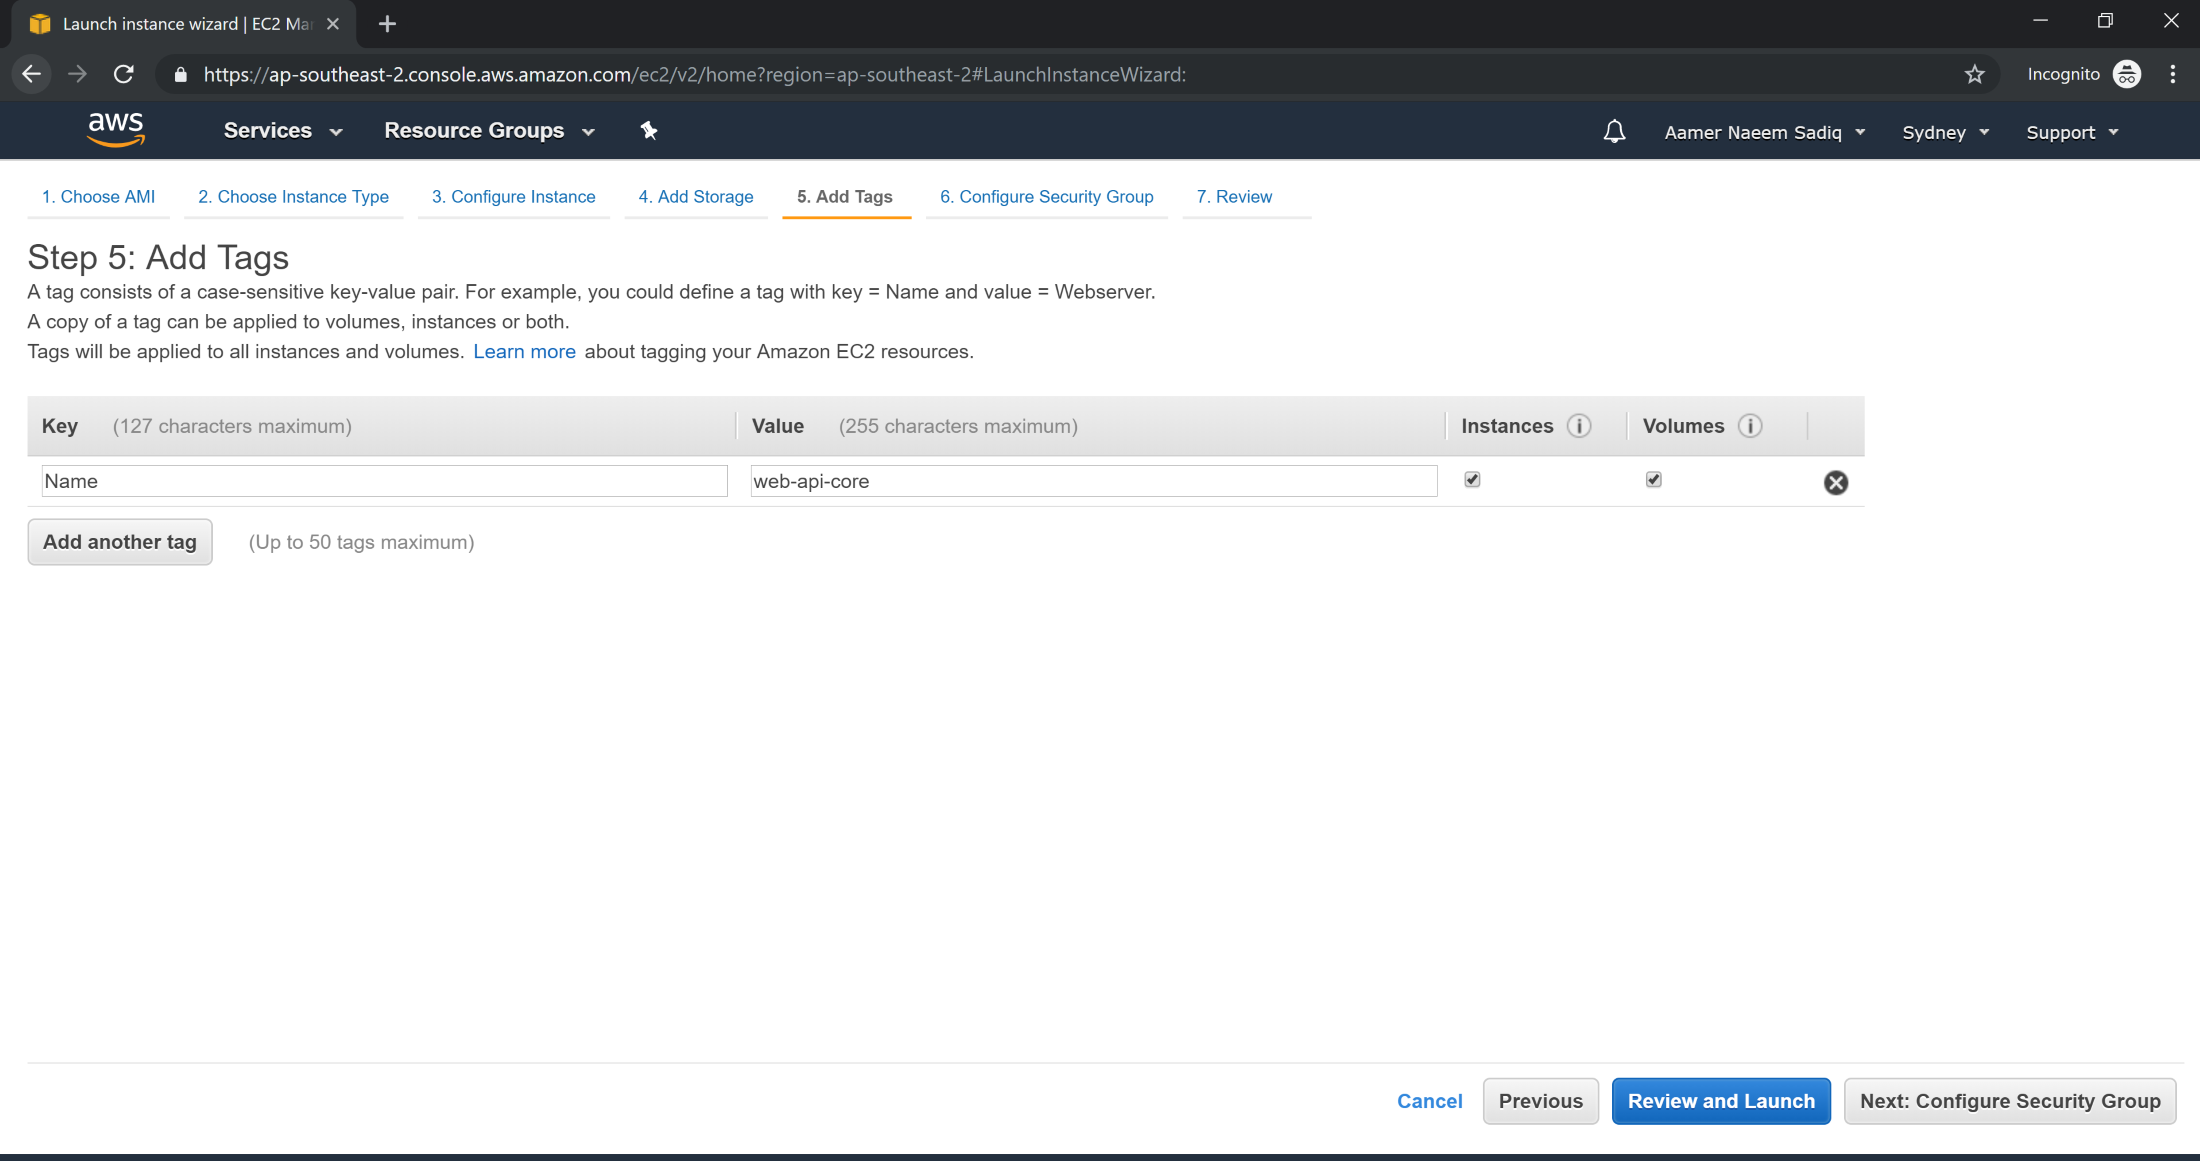 Launch instance wizard | EC2 Ma
https://ap-southeast-2.console.aws.amazon.com/ec2/v2/home?region=ap-southeast-2#LaunchInstanceWizard:
Incognito
aws
Services
Resource Groups
Aamer Naeem Sadiq
Sydney
Support
1. Choose AMI
2. Choose Instance Type
3. Configure Instance
4. Add Storage
5. Add Tags
6. Configure Security Group
7. Review
Step 5: Add Tags
A tag consists of a case-sensitive key-value pair. For example, you could define a tag with key = Name and value = Webserver.
A copy of a tag can be applied to volumes, instances or both.
Tags will be applied to all instances and volumes. Learn more about tagging your Amazon EC2 resources.
Key (127 characters maximum)
Value (255 characters maximum)
Instances
Volumes
Name
web-api-core
Add another tag
(Up to 50 tags maximum)
Cancel
Previous
Review and Launch
Next: Configure Security Group